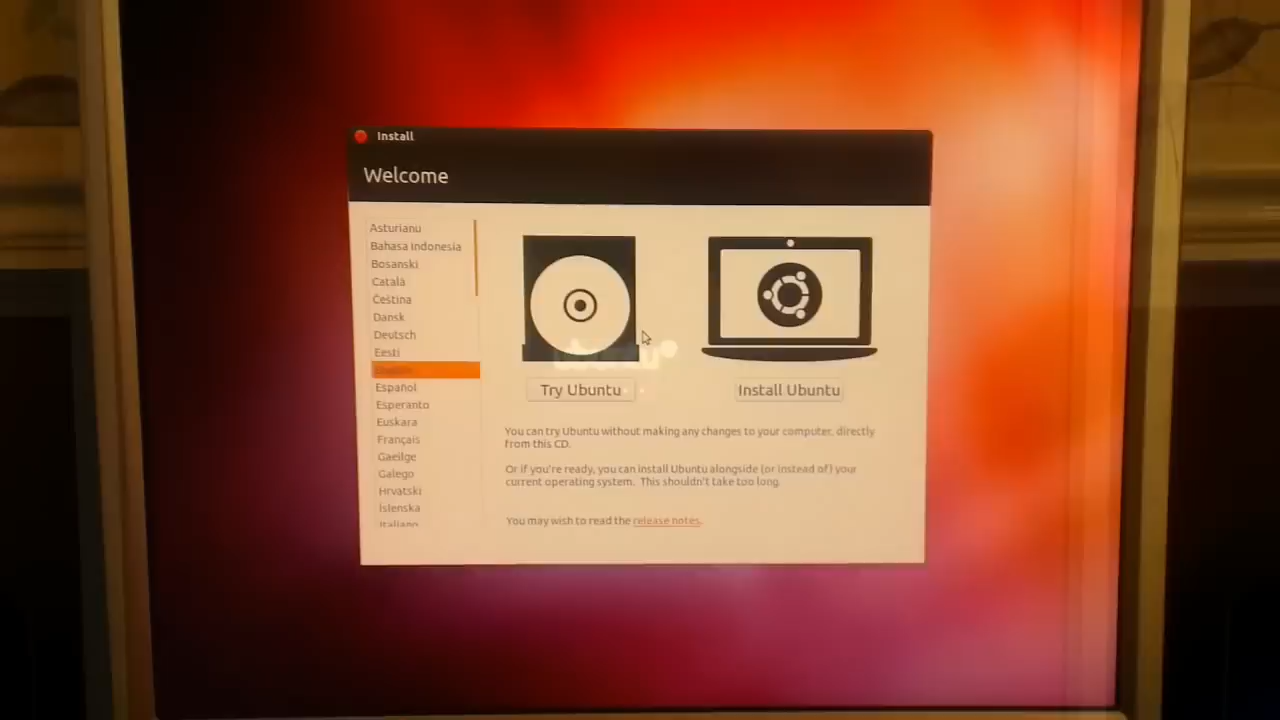 Install
Welcome
Asturianu
Bahasa Indonesia
Bosanski
Català
Čeština
Dansk
Deutsch
Eesti
Español
Esperanto
Euskara
Français
Gaeilge
Galego
Hrvatski
Íslenska
Italiano
ubuntu
Try Ubuntu
Install Ubuntu
You can try Ubuntu without making any changes to your computer, directly
from this CD.
Or if you're ready, you can install Ubuntu alongside (or instead of) your
current operating system. This shouldn't take too long.
You may wish to read the release notes.